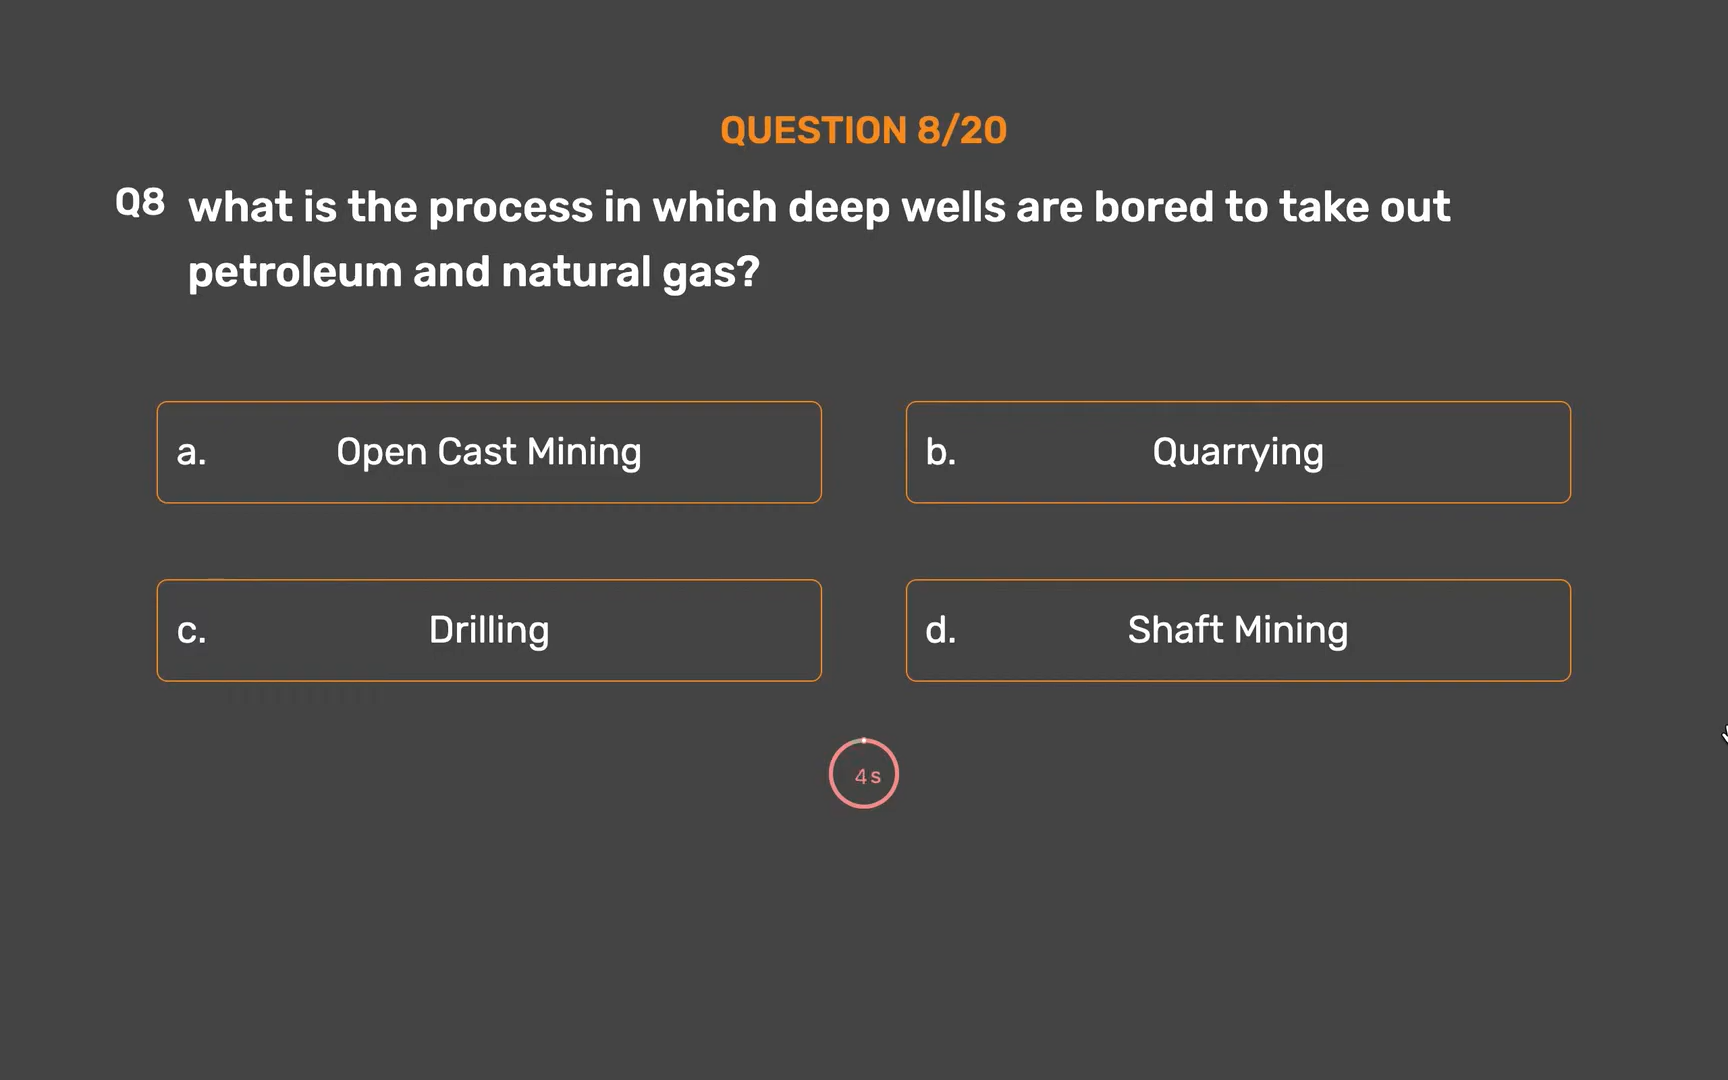 QUESTION 8/20
Q8 what is the process in which deep wells are bored to take out
petroleum and natural gas?
a. Open Cast Mining
b. Quarrying
c. Drilling
d. Shaft Mining
4s